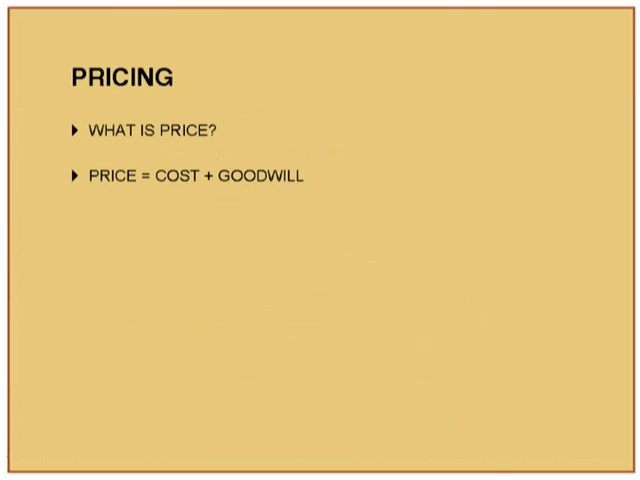 PRICING
WHAT IS PRICE?
PRICE = COST + GOODWILL